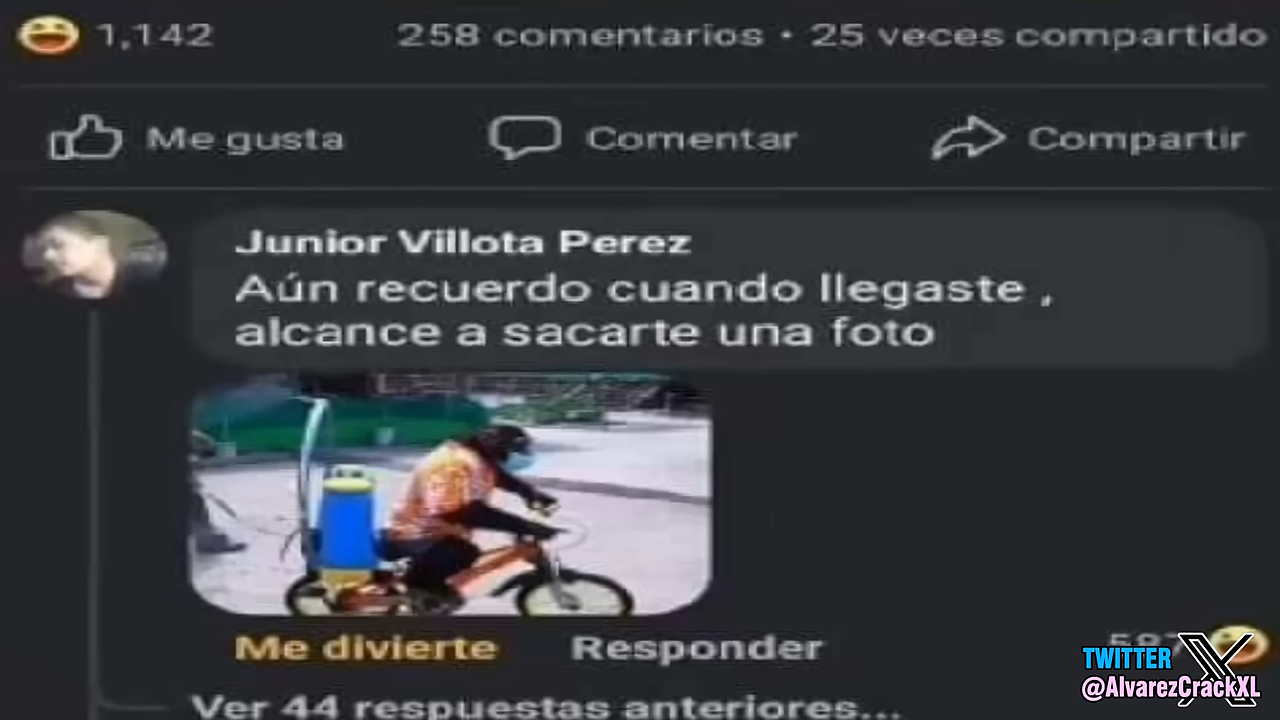 1,142 258 comentarios • 25 veces compartido
Me gusta Comentar Compartir
Junior Villota Perez
Aún recuerdo cuando llegaste ,
alcance a sacarte una foto
Me divierte Responder
TWITTER
@AlvarezCrackXL
Ver 44 respuestas anteriores...